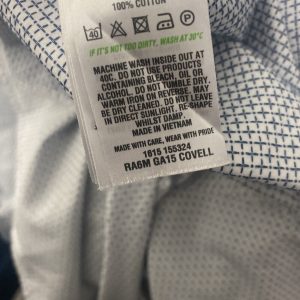 100% COTTON
40
IF IT'S NOT TOO DIRTY, WASH AT 30°C
MACHINE WASH INSIDE OUT AT
40C. DO NOT USE PRODUCTS
CONTAINING BLEACH, OIL, OR
ALCOHOL. DO NOT TUMBLE DRY.
WARM IRON ON REVERSE. MAY
BE DRY CLEANED. DO NOT WASH
IN DIRECT SUNLIGHT. RE-SHAPE
WHILST DAMP.
MADE IN VIETNAM
MADE WITH CARE, WEAR WITH PRIDE
1615 155324
RA6M GA15 COVELL